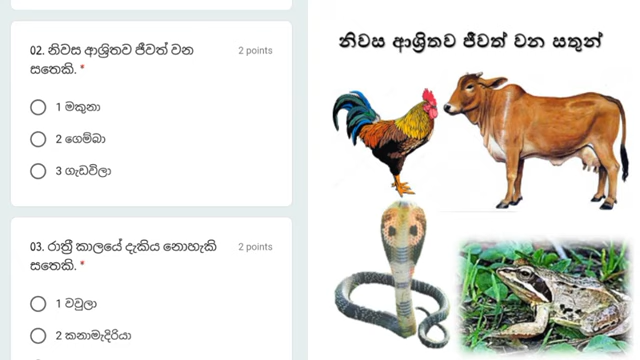 02. නිවස ආශ්‍රිතව ජීවත් වන
සතෙකි. *
2 points
1 මකුනා
2 ගෙම්බා
3 ගැඩවිලා
03. රාත්‍රී කාලයේ දැකිය නොහැකි
සතෙකි. *
2 points
1 වවුලා
2 කනාමැදිරියා
නිවස ආශ්‍රිතව ජීවත් වන සතුන්